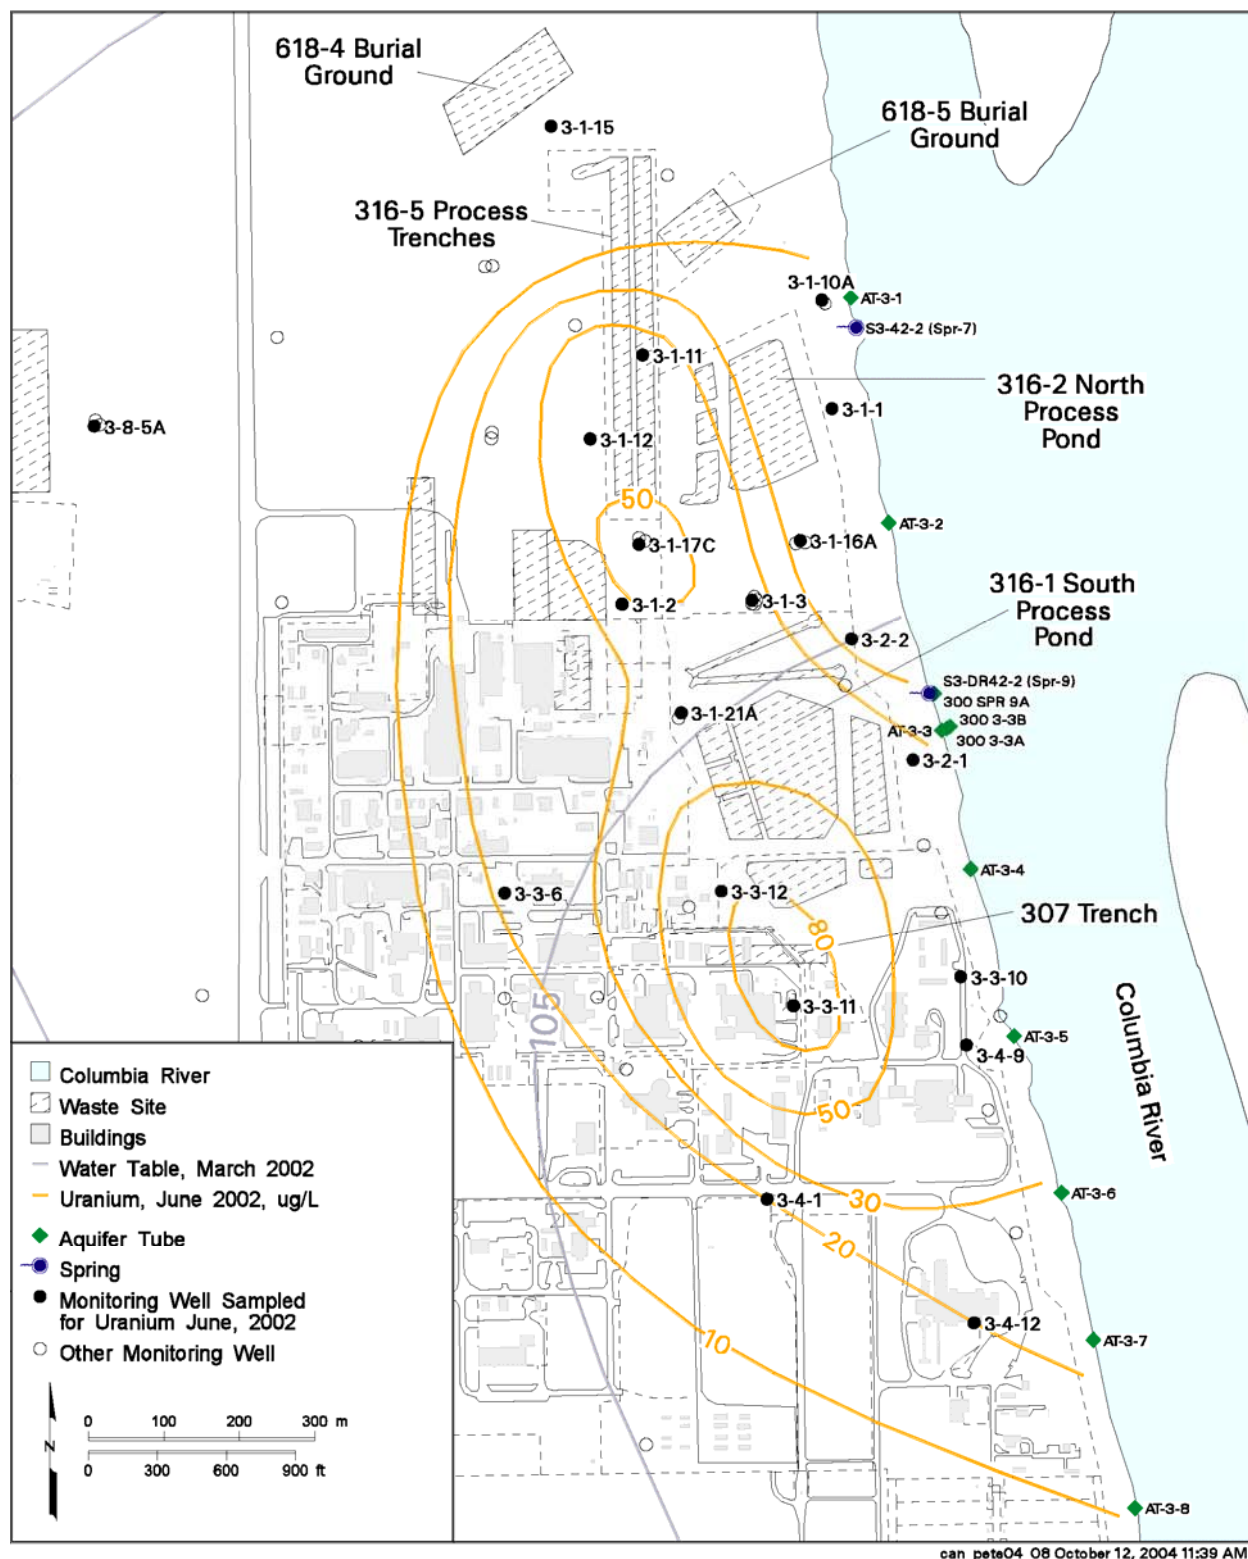 618-4 Burial
Ground
3-1-15
618-5 Burial
Ground
316-5 Process
Trenches
3-1-10A
AT-3-1
S3-42-2 (Spr-7)
3-1-11
316-2 North
Process
Pond
3-1-1
3-8-5A
3-1-12
50
AT-3-2
3-1-17C
3-1-16A
316-1 South
Process
Pond
3-1-2
3-1-3
3-2-2
S3-DR42-2 (Spr-9)
300 SPR 9A
3-1-21A
300 3-3B
AT-3-3
300 3-3A
3-2-1
AT-3-4
3-3-6
3-3-12
307 Trench
80
3-3-10
3-3-11
105
Columbia River
AT-3-5
3-4-9
50
AT-3-6
3-4-1
30
20
3-4-12
10
AT-3-7
AT-3-8
Columbia River
Waste Site
Buildings
Water Table, March 2002
Uranium, June 2002, ug/L
Aquifer Tube
Spring
Monitoring Well Sampled
for Uranium June, 2002
Other Monitoring Well
N
0 100 200 300 m
0 300 600 900 ft
can_pete04_08 October 12, 2004 11:39 AM